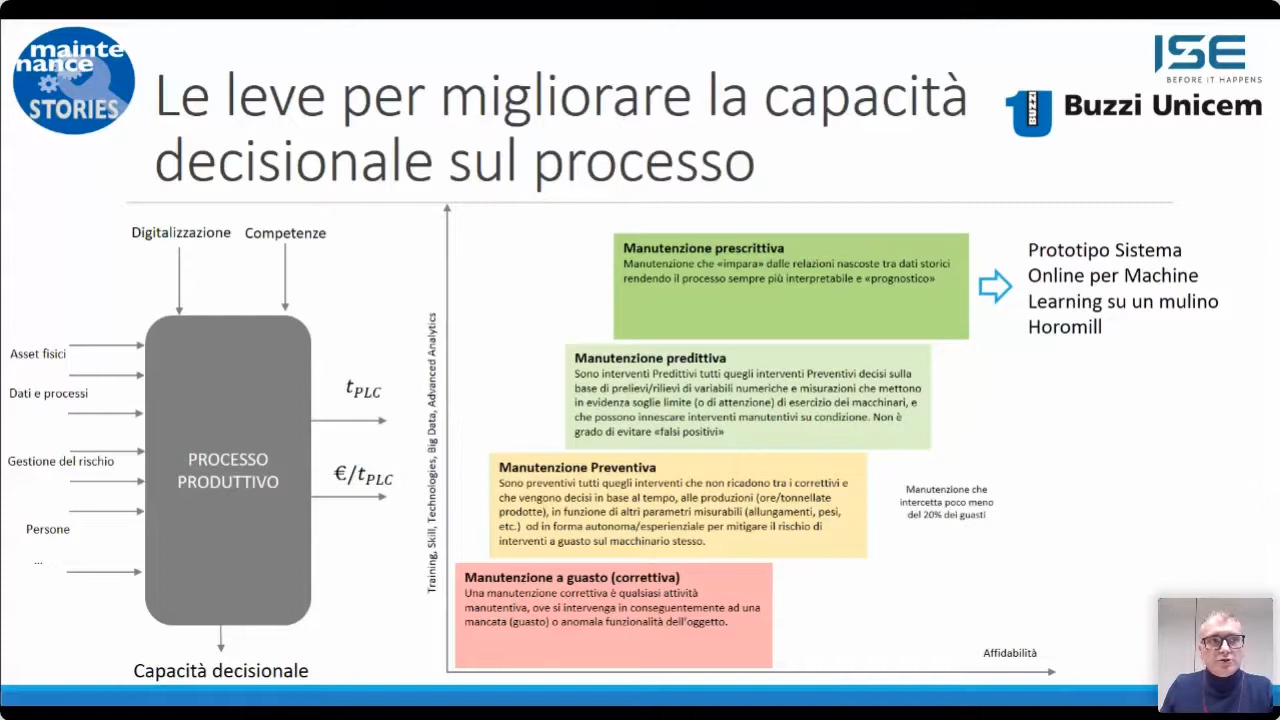 mainte
nance
STORIES
ISE
BEFORE IT HAPPENS
BUZZI
Buzzi Unicem
Le leve per migliorare la capacità
decisionale sul processo
Digitalizzazione
Competenze
Asset fisici
Dati e processi
Gestione del rischio
Persone
...
PROCESSO
PRODUTTIVO
tPLC
€/tPLC
Capacità decisionale
Training, Skill, Technologies, Big Data, Advanced Analytics
Manutenzione prescrittiva
Manutenzione che «impara» dalle relazioni nascoste tra dati storici
rendendo il processo sempre più interpretabile e «prognostico»
Prototipo Sistema
Online per Machine
Learning su un mulino
Horomill
Manutenzione predittiva
Sono interventi Predittivi tutti quegli interventi Preventivi decisi sulla
base di prelievi/rilievi di variabili numeriche e misurazioni che mettono
in evidenza soglie limite (o di attenzione) di esercizio dei macchinari, e
che possono innescare interventi manutentivi su condizione. Non è
grado di evitare «falsi positivi»
Manutenzione Preventiva
Sono preventivi tutti quegli interventi che non ricadono tra i correttivi e
che vengono decisi in base al tempo, alle produzioni (ore/tonnellate
prodotte), in funzione di altri parametri misurabili (allungamenti, pesi,
etc.) od in forma autonoma/esperienziale per mitigare il rischio di
interventi a guasto sul macchinario stesso.
Manutenzione che
intercetta poco meno
del 20% dei guasti
Manutenzione a guasto (correttiva)
Una manutenzione correttiva è qualsiasi attività
manutentiva, ove si intervenga in conseguentemente ad una
mancata (guasto) o anomala funzionalità dell'oggetto.
Affidabilità